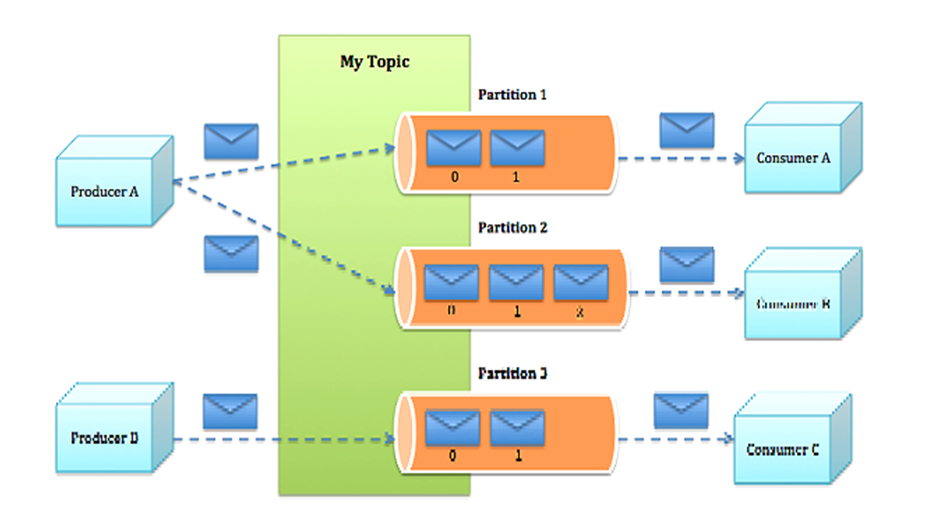 My Topic
Partition 1
Producer A
0 1
Consumer A
Partition 2
0 1
Consumer B
Partition 3
Producer
0 1
Consumer C